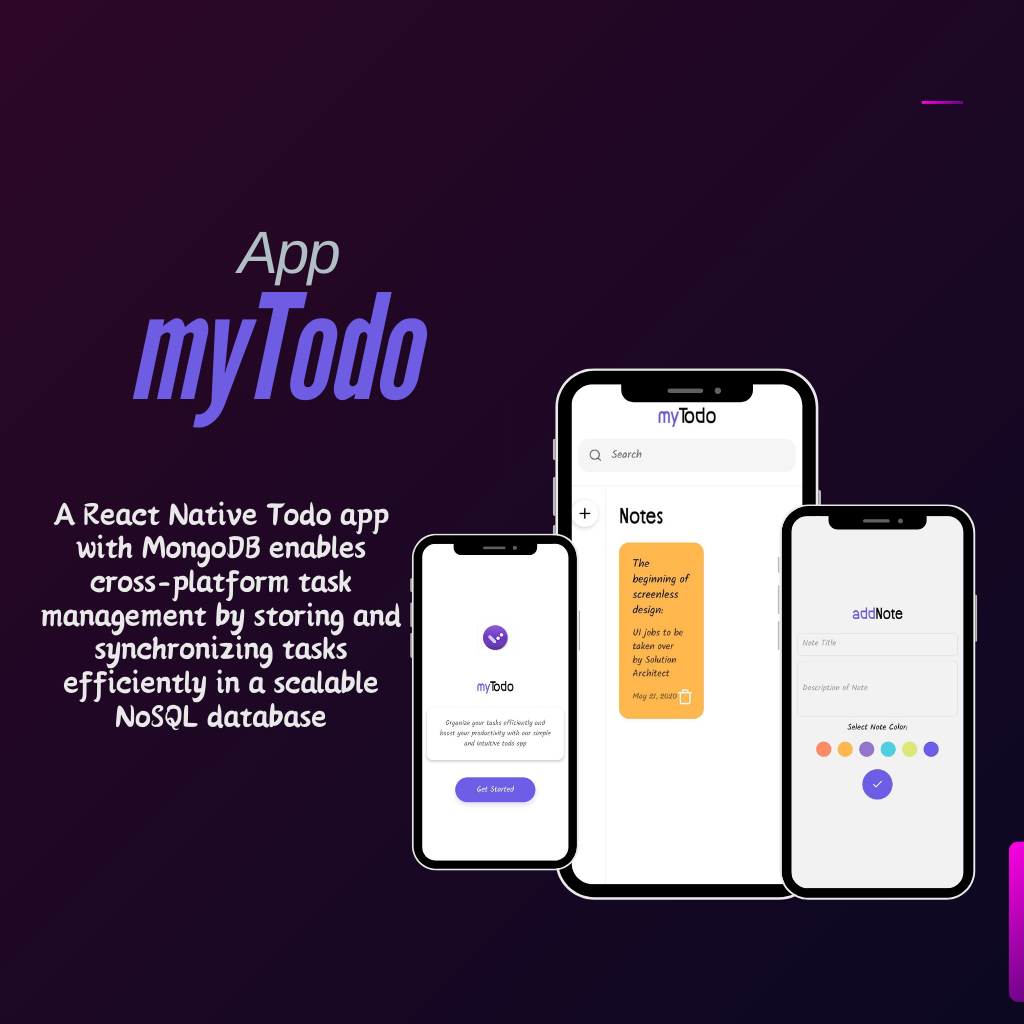 App
myTodo
A React Native Todo app
with MongoDB enables
cross-platform task
management by storing and
synchronizing tasks
efficiently in a scalable
NoSQL database
myTodo
Organize your tasks efficiently and
boost your productivity with our simple
and intuitive todo app
Get Started
myTodo
Search
Notes
The
beginning of
screenless
design:
UI jobs to be
taken over
by Solution
Architect
May 21, 2020
addNote
Note Title
Description of Note
Select Note Color: